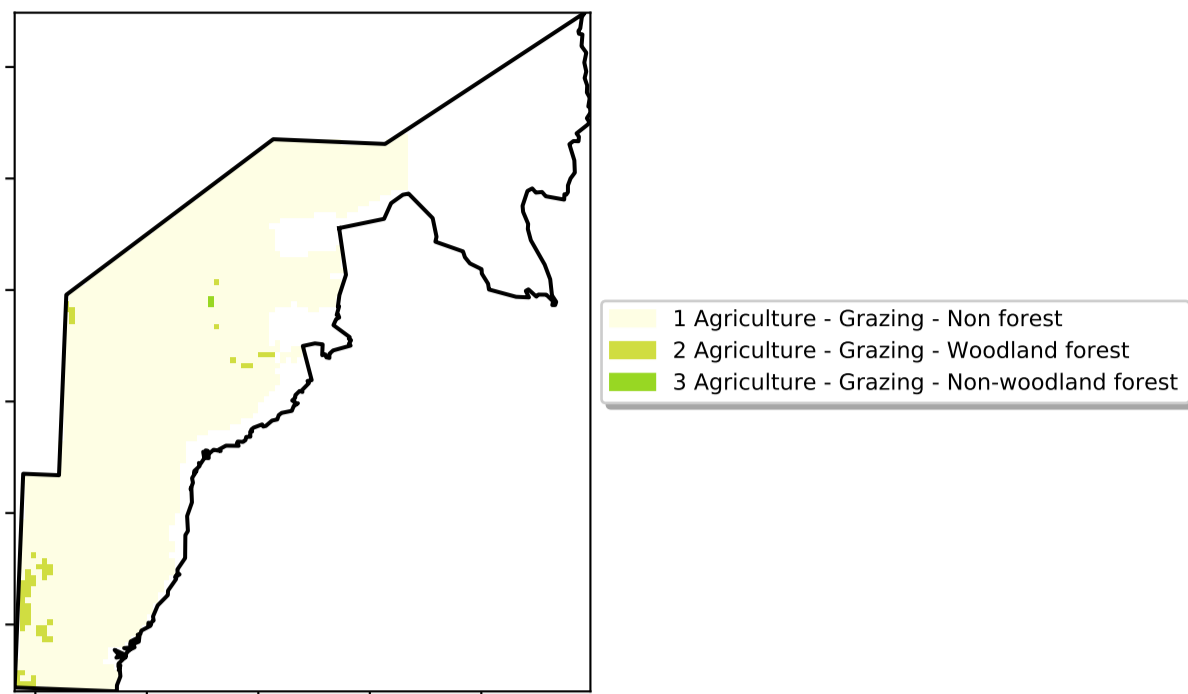 1 Agriculture - Grazing - Non forest
2 Agriculture - Grazing - Woodland forest
3 Agriculture - Grazing - Non-woodland forest